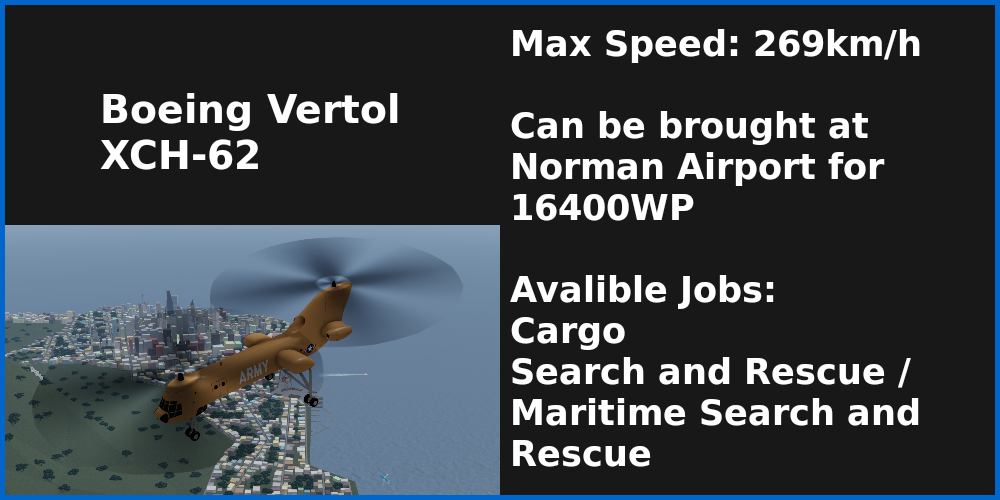 Boeing Vertol
XCH-62
Max Speed: 269km/h
Can be brought at
Norman Airport for
16400WP
Avalible Jobs:
Cargo
Search and Rescue /
Maritime Search and
Rescue
ARMY